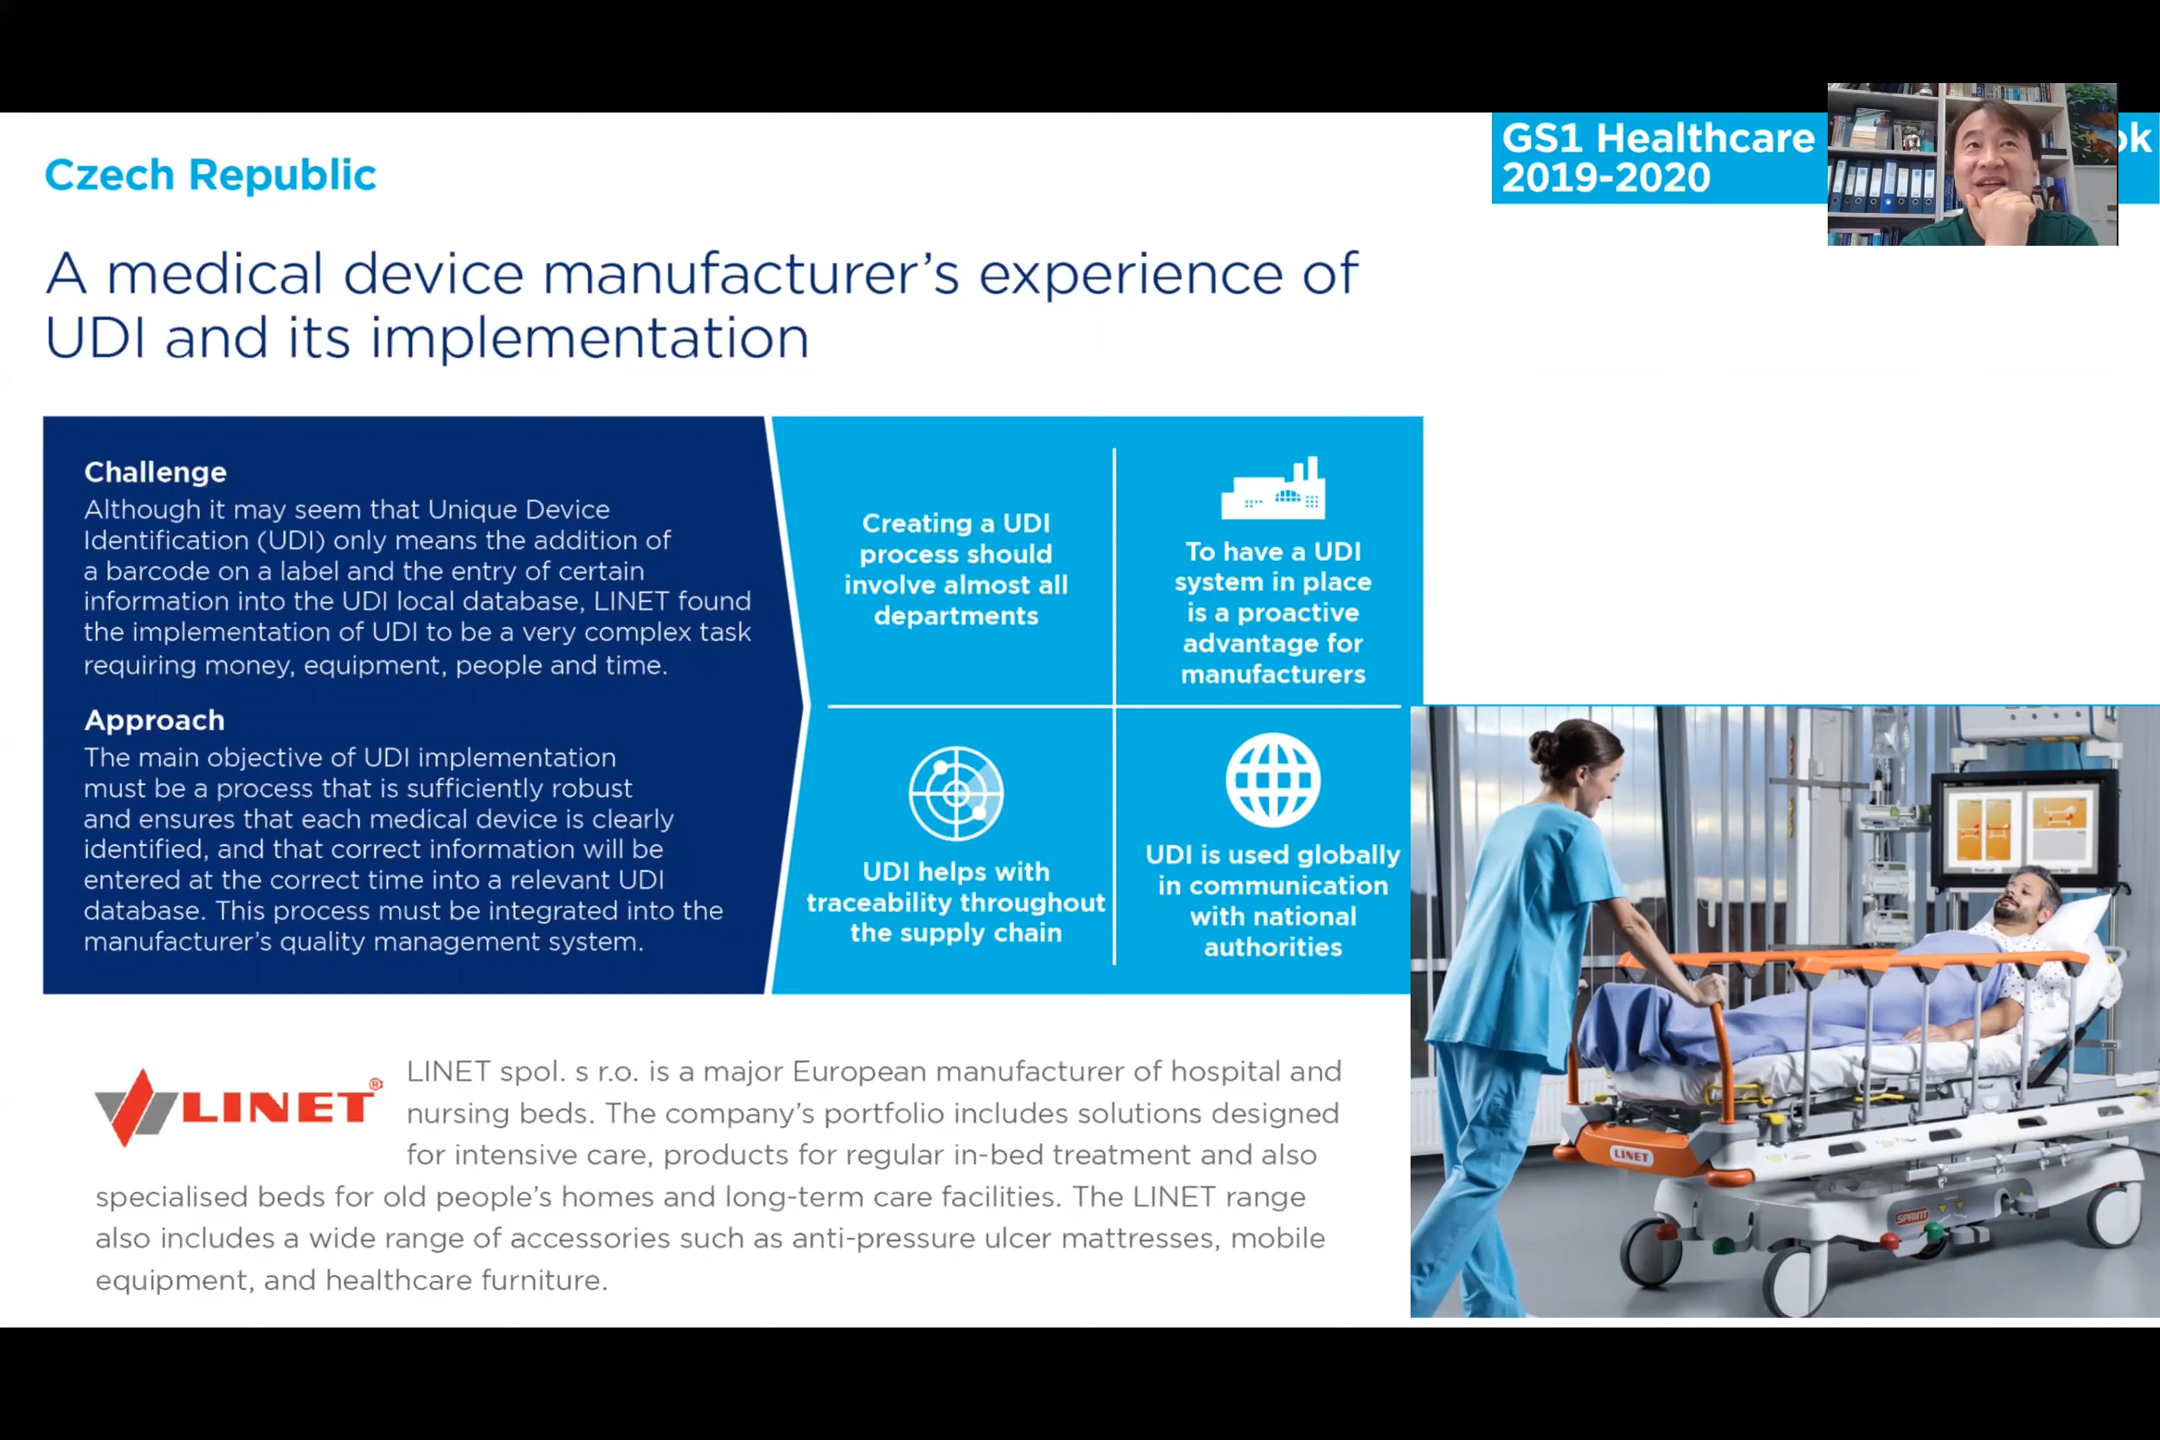 Czech Republic
GS1 Healthcare
2019-2020
A medical device manufacturer's experience of
UDI and its implementation
Challenge
Although it may seem that Unique Device
Identification (UDI) only means the addition of
a barcode on a label and the entry of certain
information into the UDI local database, LINET found
the implementation of UDI to be a very complex task
requiring money, equipment, people and time.
Approach
The main objective of UDI implementation
must be a process that is sufficiently robust
and ensures that each medical device is clearly
identified, and that correct information will be
entered at the correct time into a relevant UDI
database. This process must be integrated into the
manufacturer's quality management system.
Creating a UDI
process should
involve almost all
departments
To have a UDI
system in place
is a proactive
advantage for
manufacturers
UDI helps with
traceability throughout
the supply chain
UDI is used globally
in communication
with national
authorities
LINET®
LINET spol. s r.o. is a major European manufacturer of hospital and
nursing beds. The company's portfolio includes solutions designed
for intensive care, products for regular in-bed treatment and also
specialised beds for old people's homes and long-term care facilities. The LINET range
also includes a wide range of accessories such as anti-pressure ulcer mattresses, mobile
equipment, and healthcare furniture.
LINET
SPRINT